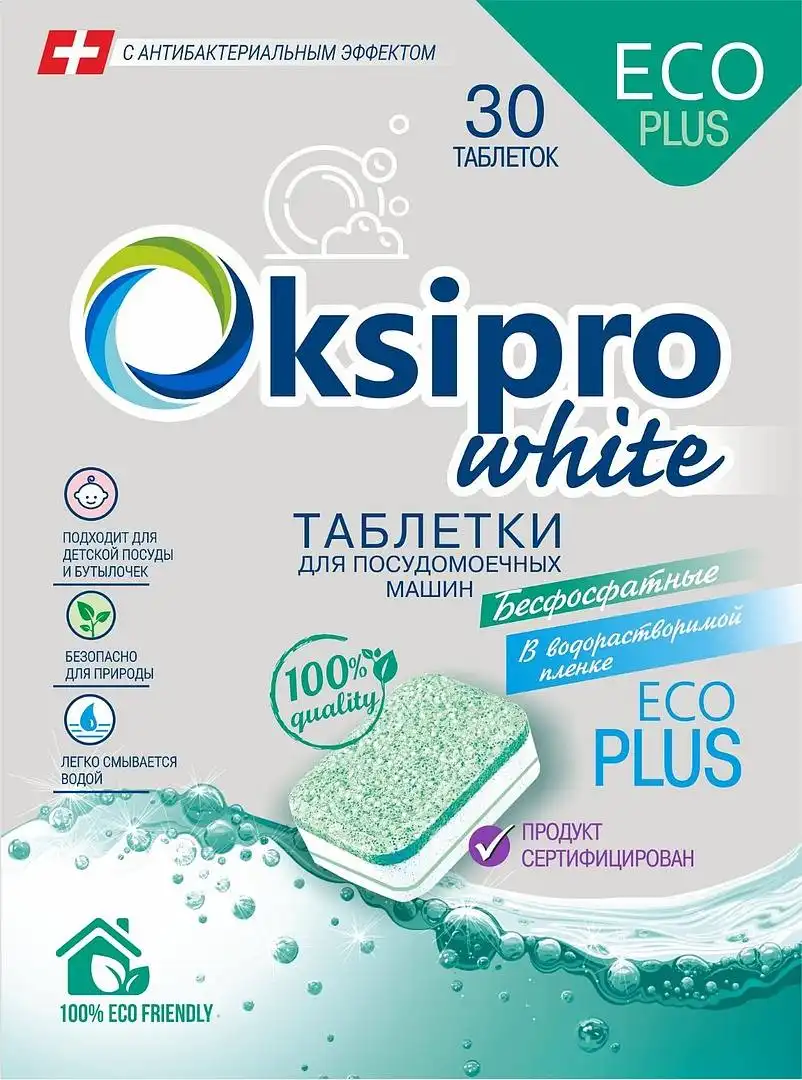 С АНТИБАКТЕРИАЛЬНЫМ ЭФФЕКТОМ
ECO
PLUS
30
ТАБЛЕТОК
Oksipro
white
ТАБЛЕТКИ
ДЛЯ ПОСУДОМОЕЧНЫХ
МАШИН
Бесфосфатные
В водорастворимой
пленке
ECO
PLUS
ПОДХОДИТ ДЛЯ
ДЕТСКОЙ ПОСУДЫ
И БУТЫЛОЧЕК
БЕЗОПАСНО
ДЛЯ ПРИРОДЫ
ЛЕГКО СМЫВАЕТСЯ
ВОДОЙ
100%
quality
ПРОДУКТ
СЕРТИФИЦИРОВАН
100% ECO FRIENDLY